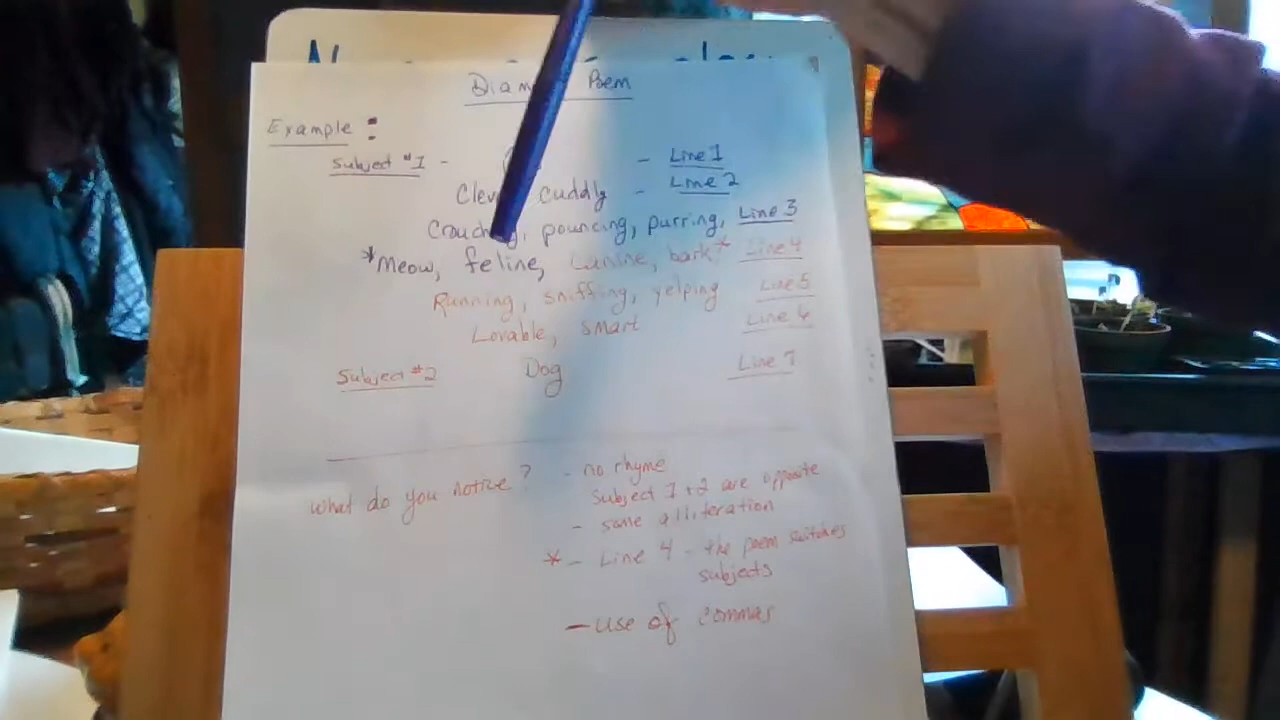 Poem
Example :
Subject #1 - - Line 1
cuddly - Line 2
pouncing, purring, Line 3
*Meow, feline, canine, bark* Line 4
Running, sniffing, yelping Line 5
Lovable, smart Line 6
Subject #2 Dog Line 7
What do you notice? - no rhyme
Subject 1+2 are opposite
- some alliteration
* - Line 4 - the poem switches
subjects
- use of commas